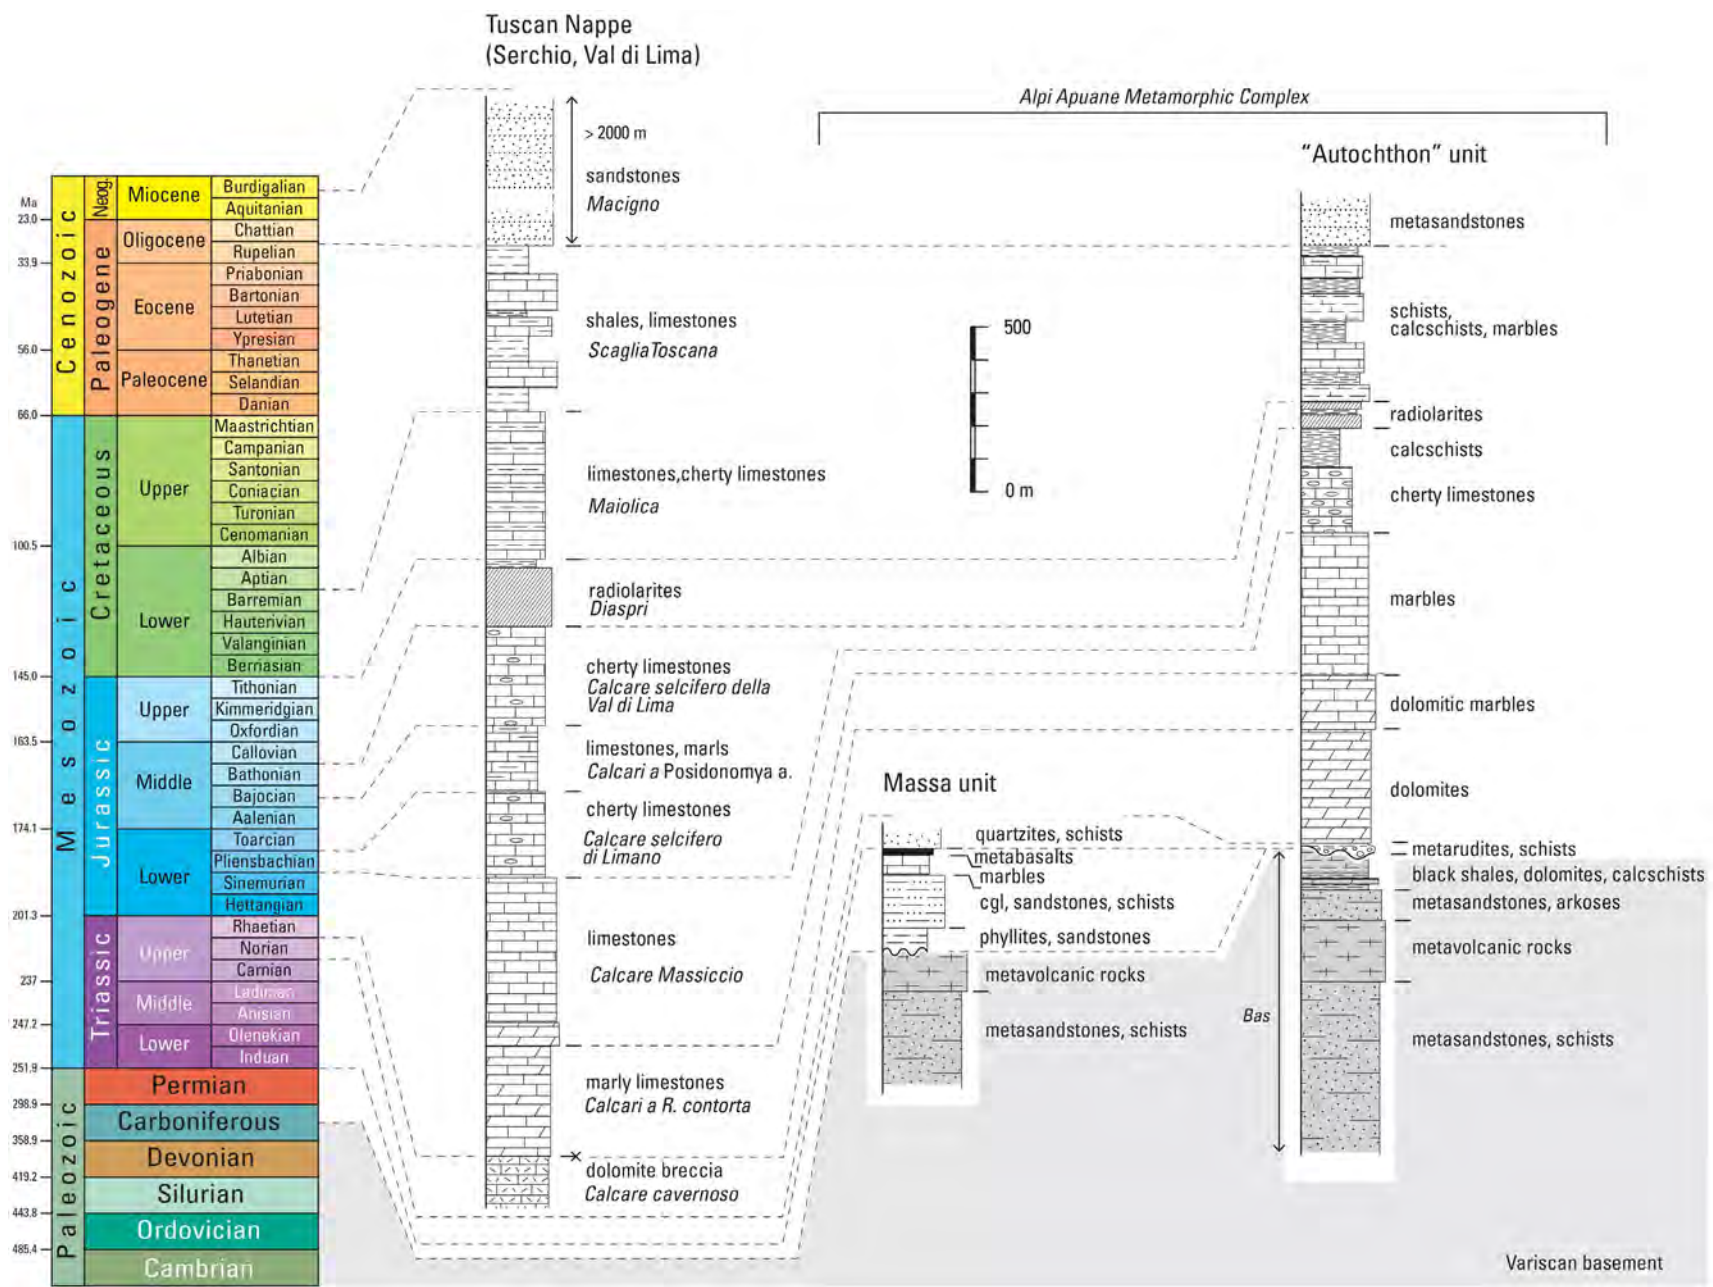 Tuscan Nappe
(Serchio, Val di Lima)
> 2000 m
sandstones
Macigno
shales, limestones
ScagliaToscana
limestones,cherty limestones
Maiolica
radiolarites
Diaspri
cherty limestones
Calcare selcifero della
Val di Lima
limestones, marls
Calcari a Posidonomya a.
cherty limestones
Calcare selcifero
di Limano
limestones
Calcare Massiccio
marly limestones
Calcari a R. contorta
dolomite breccia
Calcare cavernoso
Alpi Apuane Metamorphic Complex
"Autochthon" unit
metasandstones
schists,
calcschists, marbles
radiolarites
calcschists
cherty limestones
marbles
dolomitic marbles
dolomites
metarudites, schists
black shales, dolomites, calcschists
metasandstones, arkoses
metavolcanic rocks
metasandstones, schists
Bas
Variscan basement
500
0 m
Massa unit
quartzites, schists
metabasalts
marbles
cgl, sandstones, schists
phyllites, sandstones
metavolcanic rocks
metasandstones, schists
Ma
23.0
33.9
56.0
66.0
100.5
145.0
163.5
174.1
201.3
237
247.2
251.9
298.9
358.9
419.2
443.8
485.4
Cenozoic
Mesozoic
Paleozoic
Neog.
Paleogene
Cretaceous
Jurassic
Triassic
Miocene
Oligocene
Eocene
Paleocene
Upper
Lower
Upper
Middle
Lower
Upper
Middle
Lower
Burdigalian
Aquitanian
Chattian
Rupelian
Priabonian
Bartonian
Lutetian
Ypresian
Thanetian
Selandian
Danian
Maastrichtian
Campanian
Santonian
Coniacian
Turonian
Cenomanian
Albian
Aptian
Barremian
Hauterivian
Valanginian
Berriasian
Tithonian
Kimmeridgian
Oxfordian
Callovian
Bathonian
Bajocian
Aalenian
Toarcian
Pliensbachian
Sinemurian
Hettangian
Rhaetian
Norian
Carnian
Ladinian
Anisian
Olenekian
Induan
Permian
Carboniferous
Devonian
Silurian
Ordovician
Cambrian